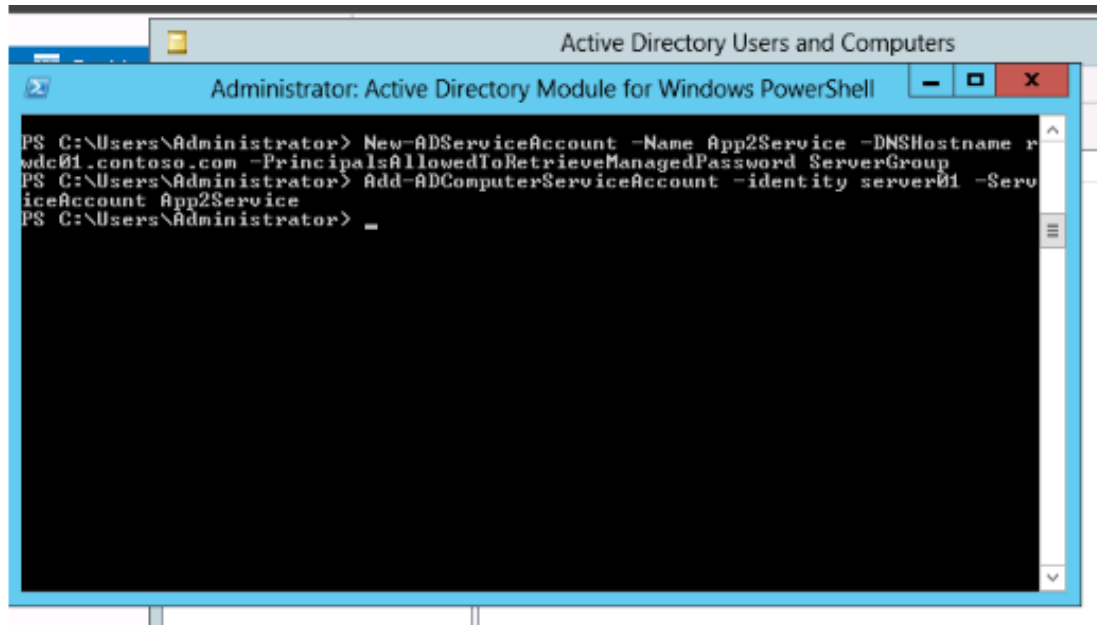 Active Directory Users and Computers
Administrator: Active Directory Module for Windows PowerShell
PS C:\Users\Administrator> New-ADServiceAccount -Name App2Service -DNSHostname r
wdc01.contoso.com -PrincipalsAllowedToRetrieveManagedPassword ServerGroup
PS C:\Users\Administrator> Add-ADComputerServiceAccount -identity server01 -Serv
iceAccount App2Service
PS C:\Users\Administrator> _